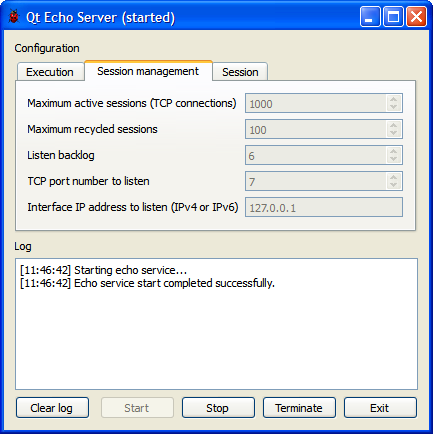 Qt Echo Server (started)
Configuration
Execution Session management Session
Maximum active sessions (TCP connections) 1000
Maximum recycled sessions 100
Listen backlog 6
TCP port number to listen 7
Interface IP address to listen (IPv4 or IPv6) 127.0.0.1
Log
[11:46:42] Starting echo service...
[11:46:42] Echo service start completed successfully.
Clear log Start Stop Terminate Exit